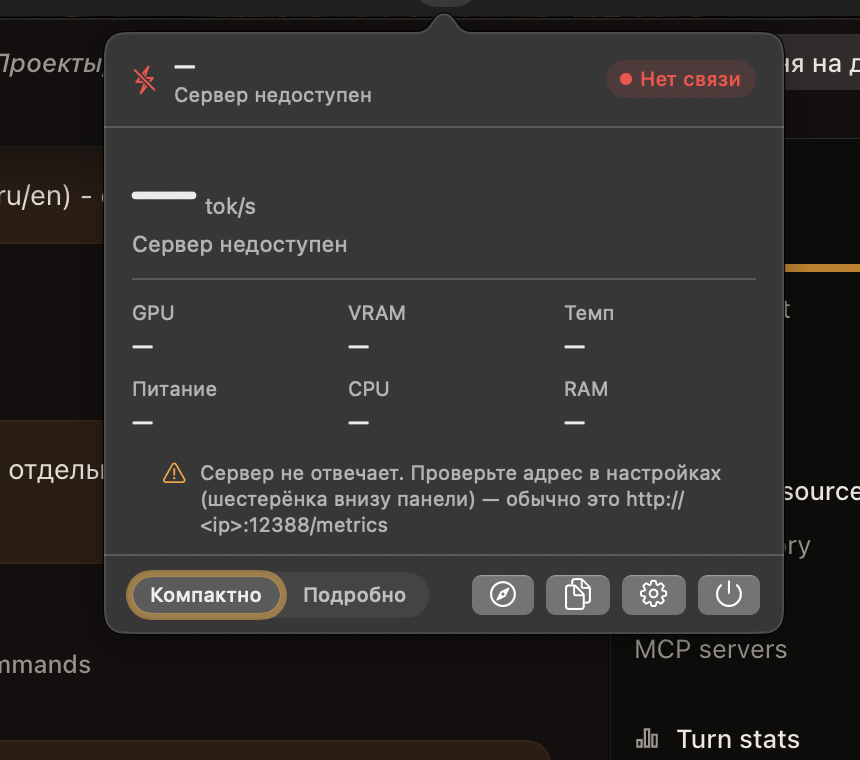 —
Сервер недоступен
Нет связи
Проекты,
ня на д
ru/en) -
— tok/s
Сервер недоступен
GPU VRAM Темп
— — —
Питание CPU RAM
— — —
отдель
Сервер не отвечает. Проверьте адрес в настройках
(шестерёнка внизу панели) — обычно это http://
<ip>:12388/metrics
source
ry
Компактно Подробно
mmands
MCP servers
Turn stats